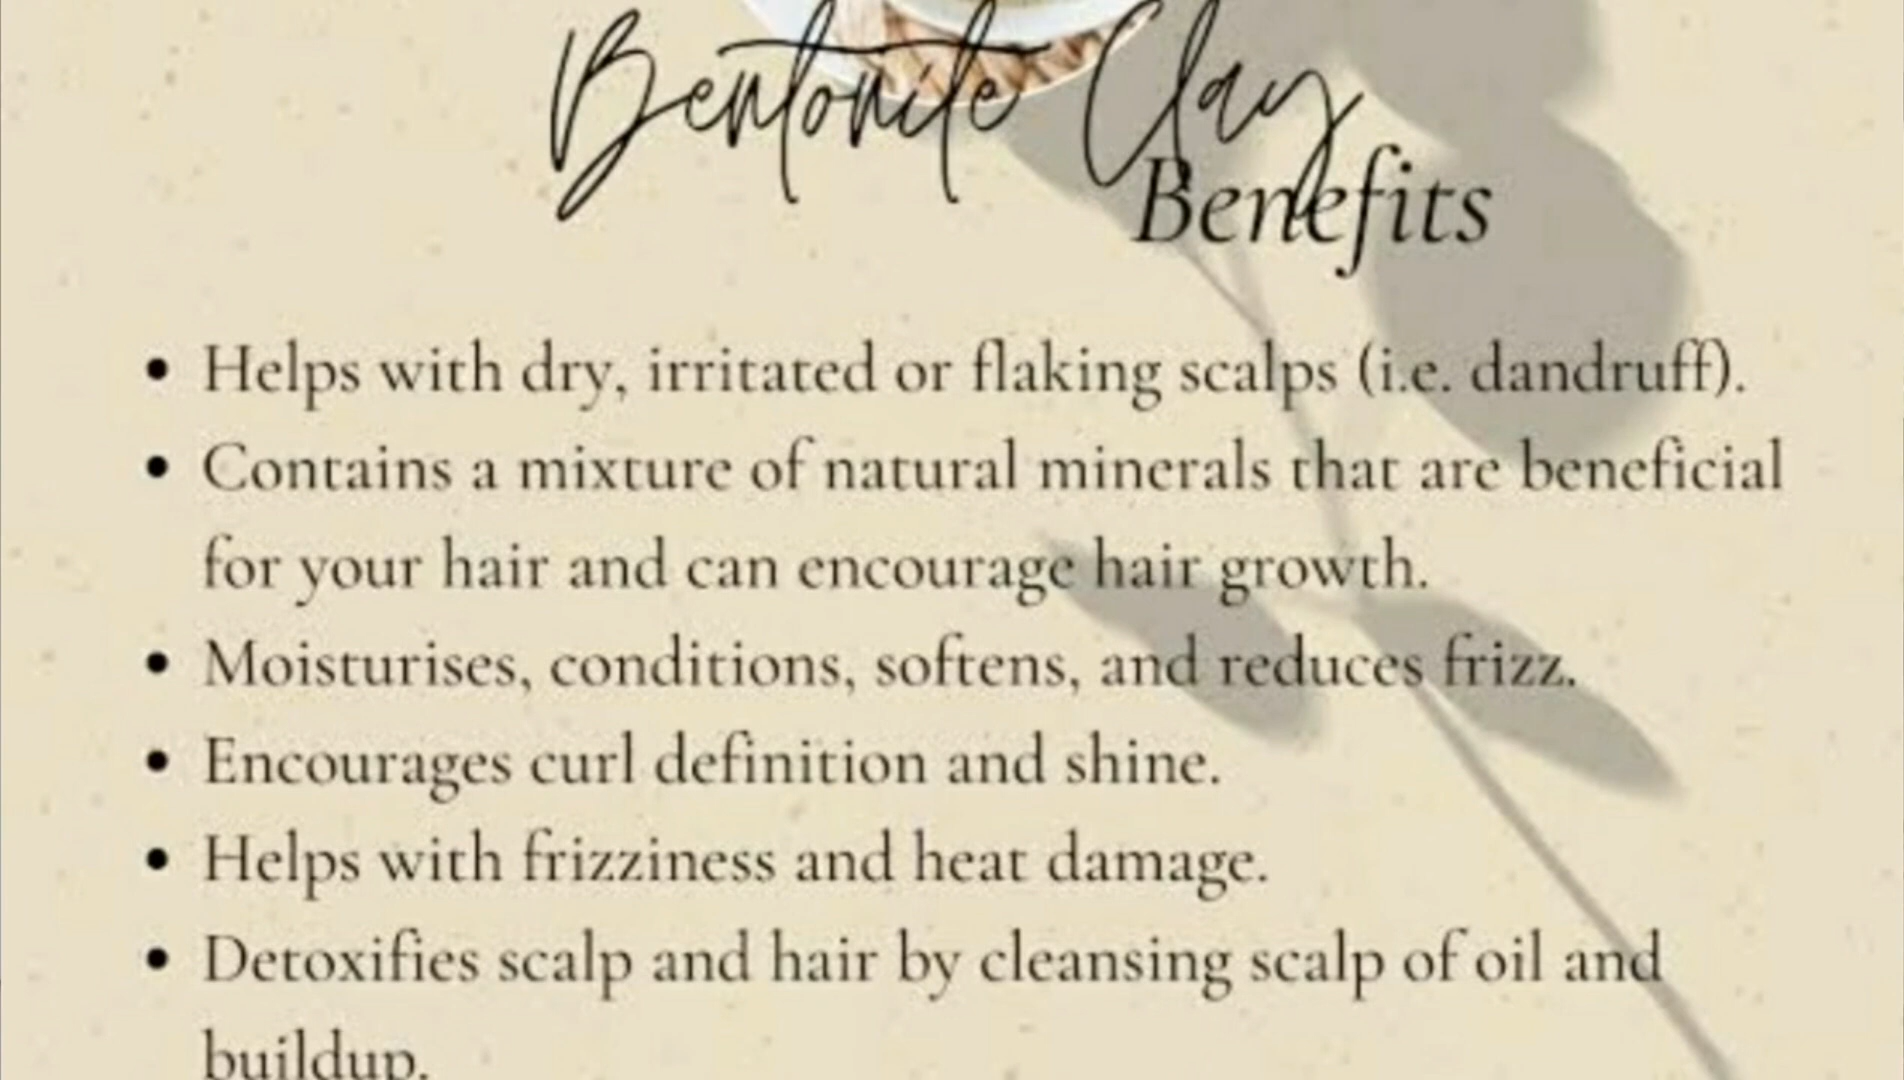 Bentonite Clay
Benefits
• Helps with dry, irritated or flaking scalps (i.e. dandruff).
• Contains a mixture of natural minerals that are beneficial
for your hair and can encourage hair growth.
• Moisturises, conditions, softens, and reduces frizz.
• Encourages curl definition and shine.
• Helps with frizziness and heat damage.
• Detoxifies scalp and hair by cleansing scalp of oil and
buildup.